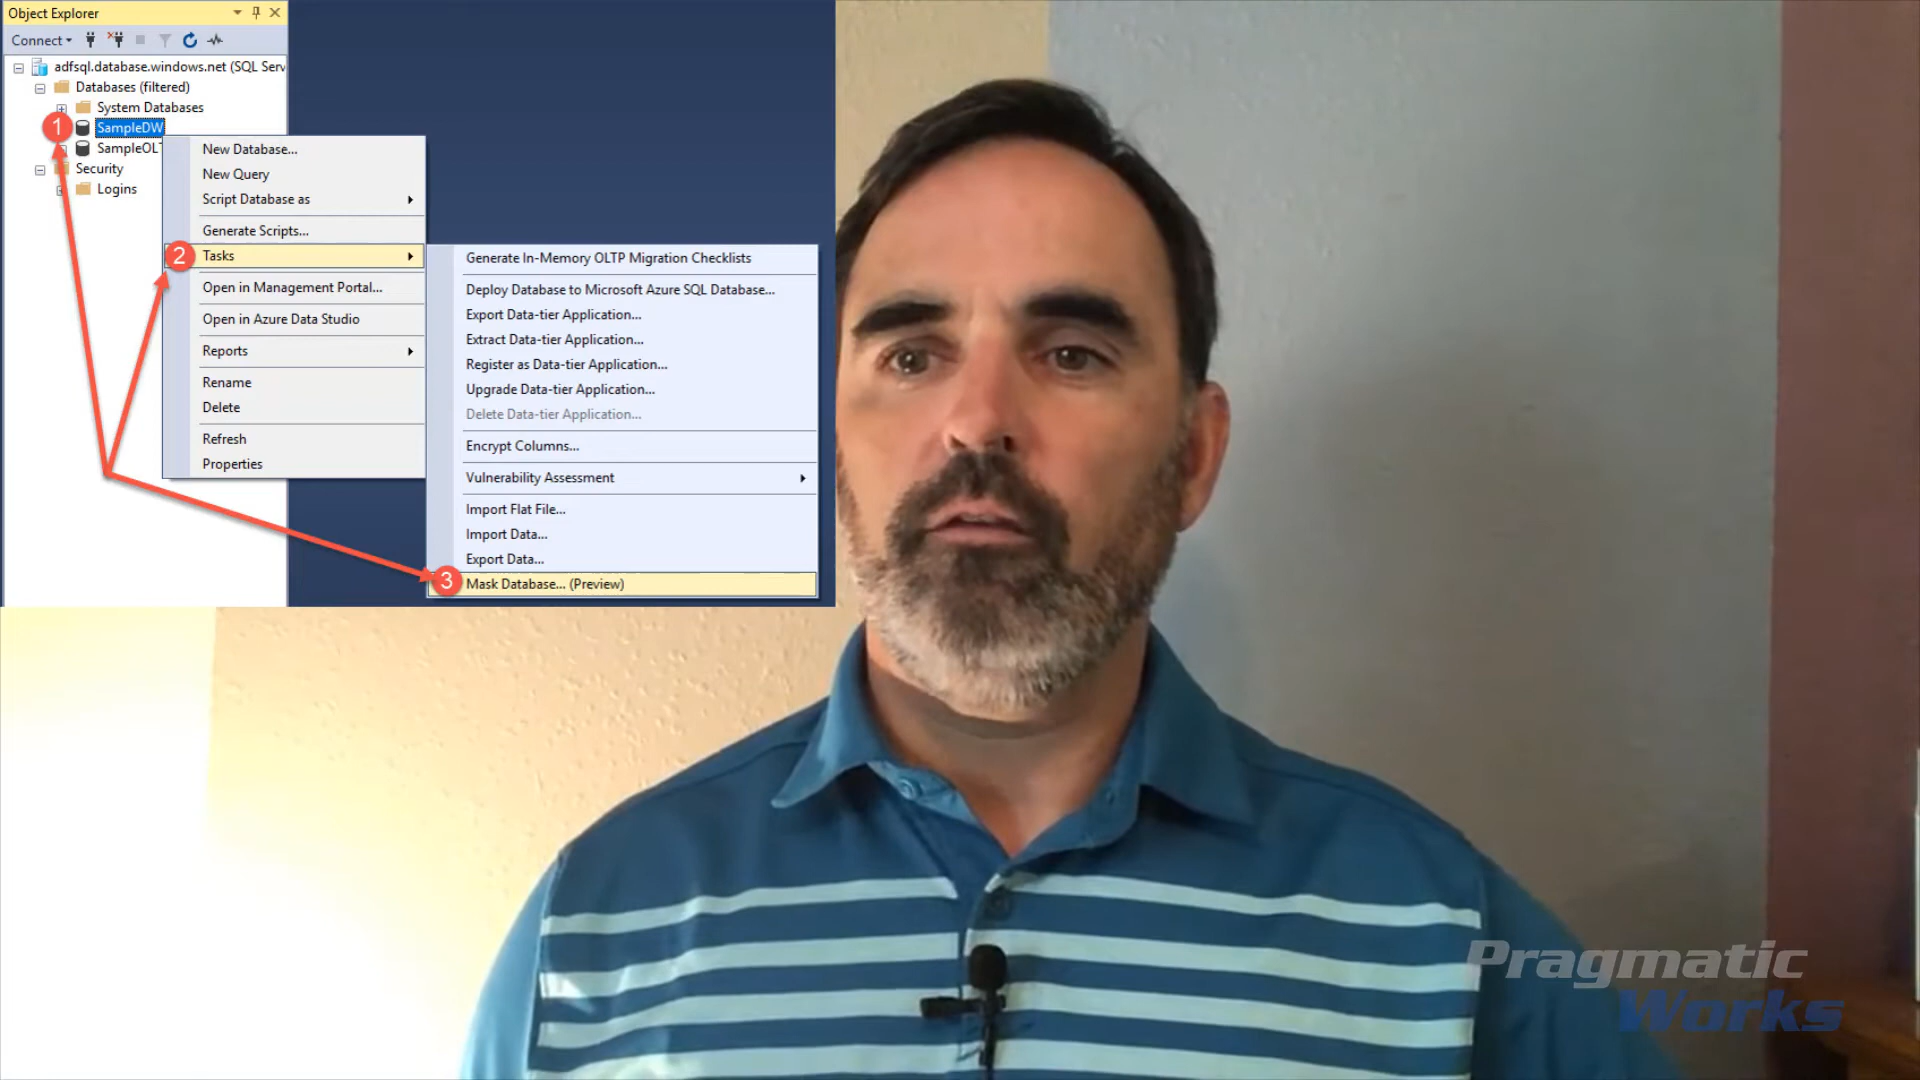 Object Explorer
Connect
adfsql.database.windows.net (SQL Serv
Databases (filtered)
System Databases
1
SampleDW
SampleOLT
Security
Logins
New Database...
New Query
Script Database as
Generate Scripts...
2
Tasks
Open in Management Portal...
Open in Azure Data Studio
Reports
Rename
Delete
Refresh
Properties
Generate In-Memory OLTP Migration Checklists
Deploy Database to Microsoft Azure SQL Database...
Export Data-tier Application...
Extract Data-tier Application...
Register as Data-tier Application...
Upgrade Data-tier Application...
Delete Data-tier Application...
Encrypt Columns...
Vulnerability Assessment
Import Flat File...
Import Data...
Export Data...
3
Mask Database... (Preview)
Pragmatic
Works